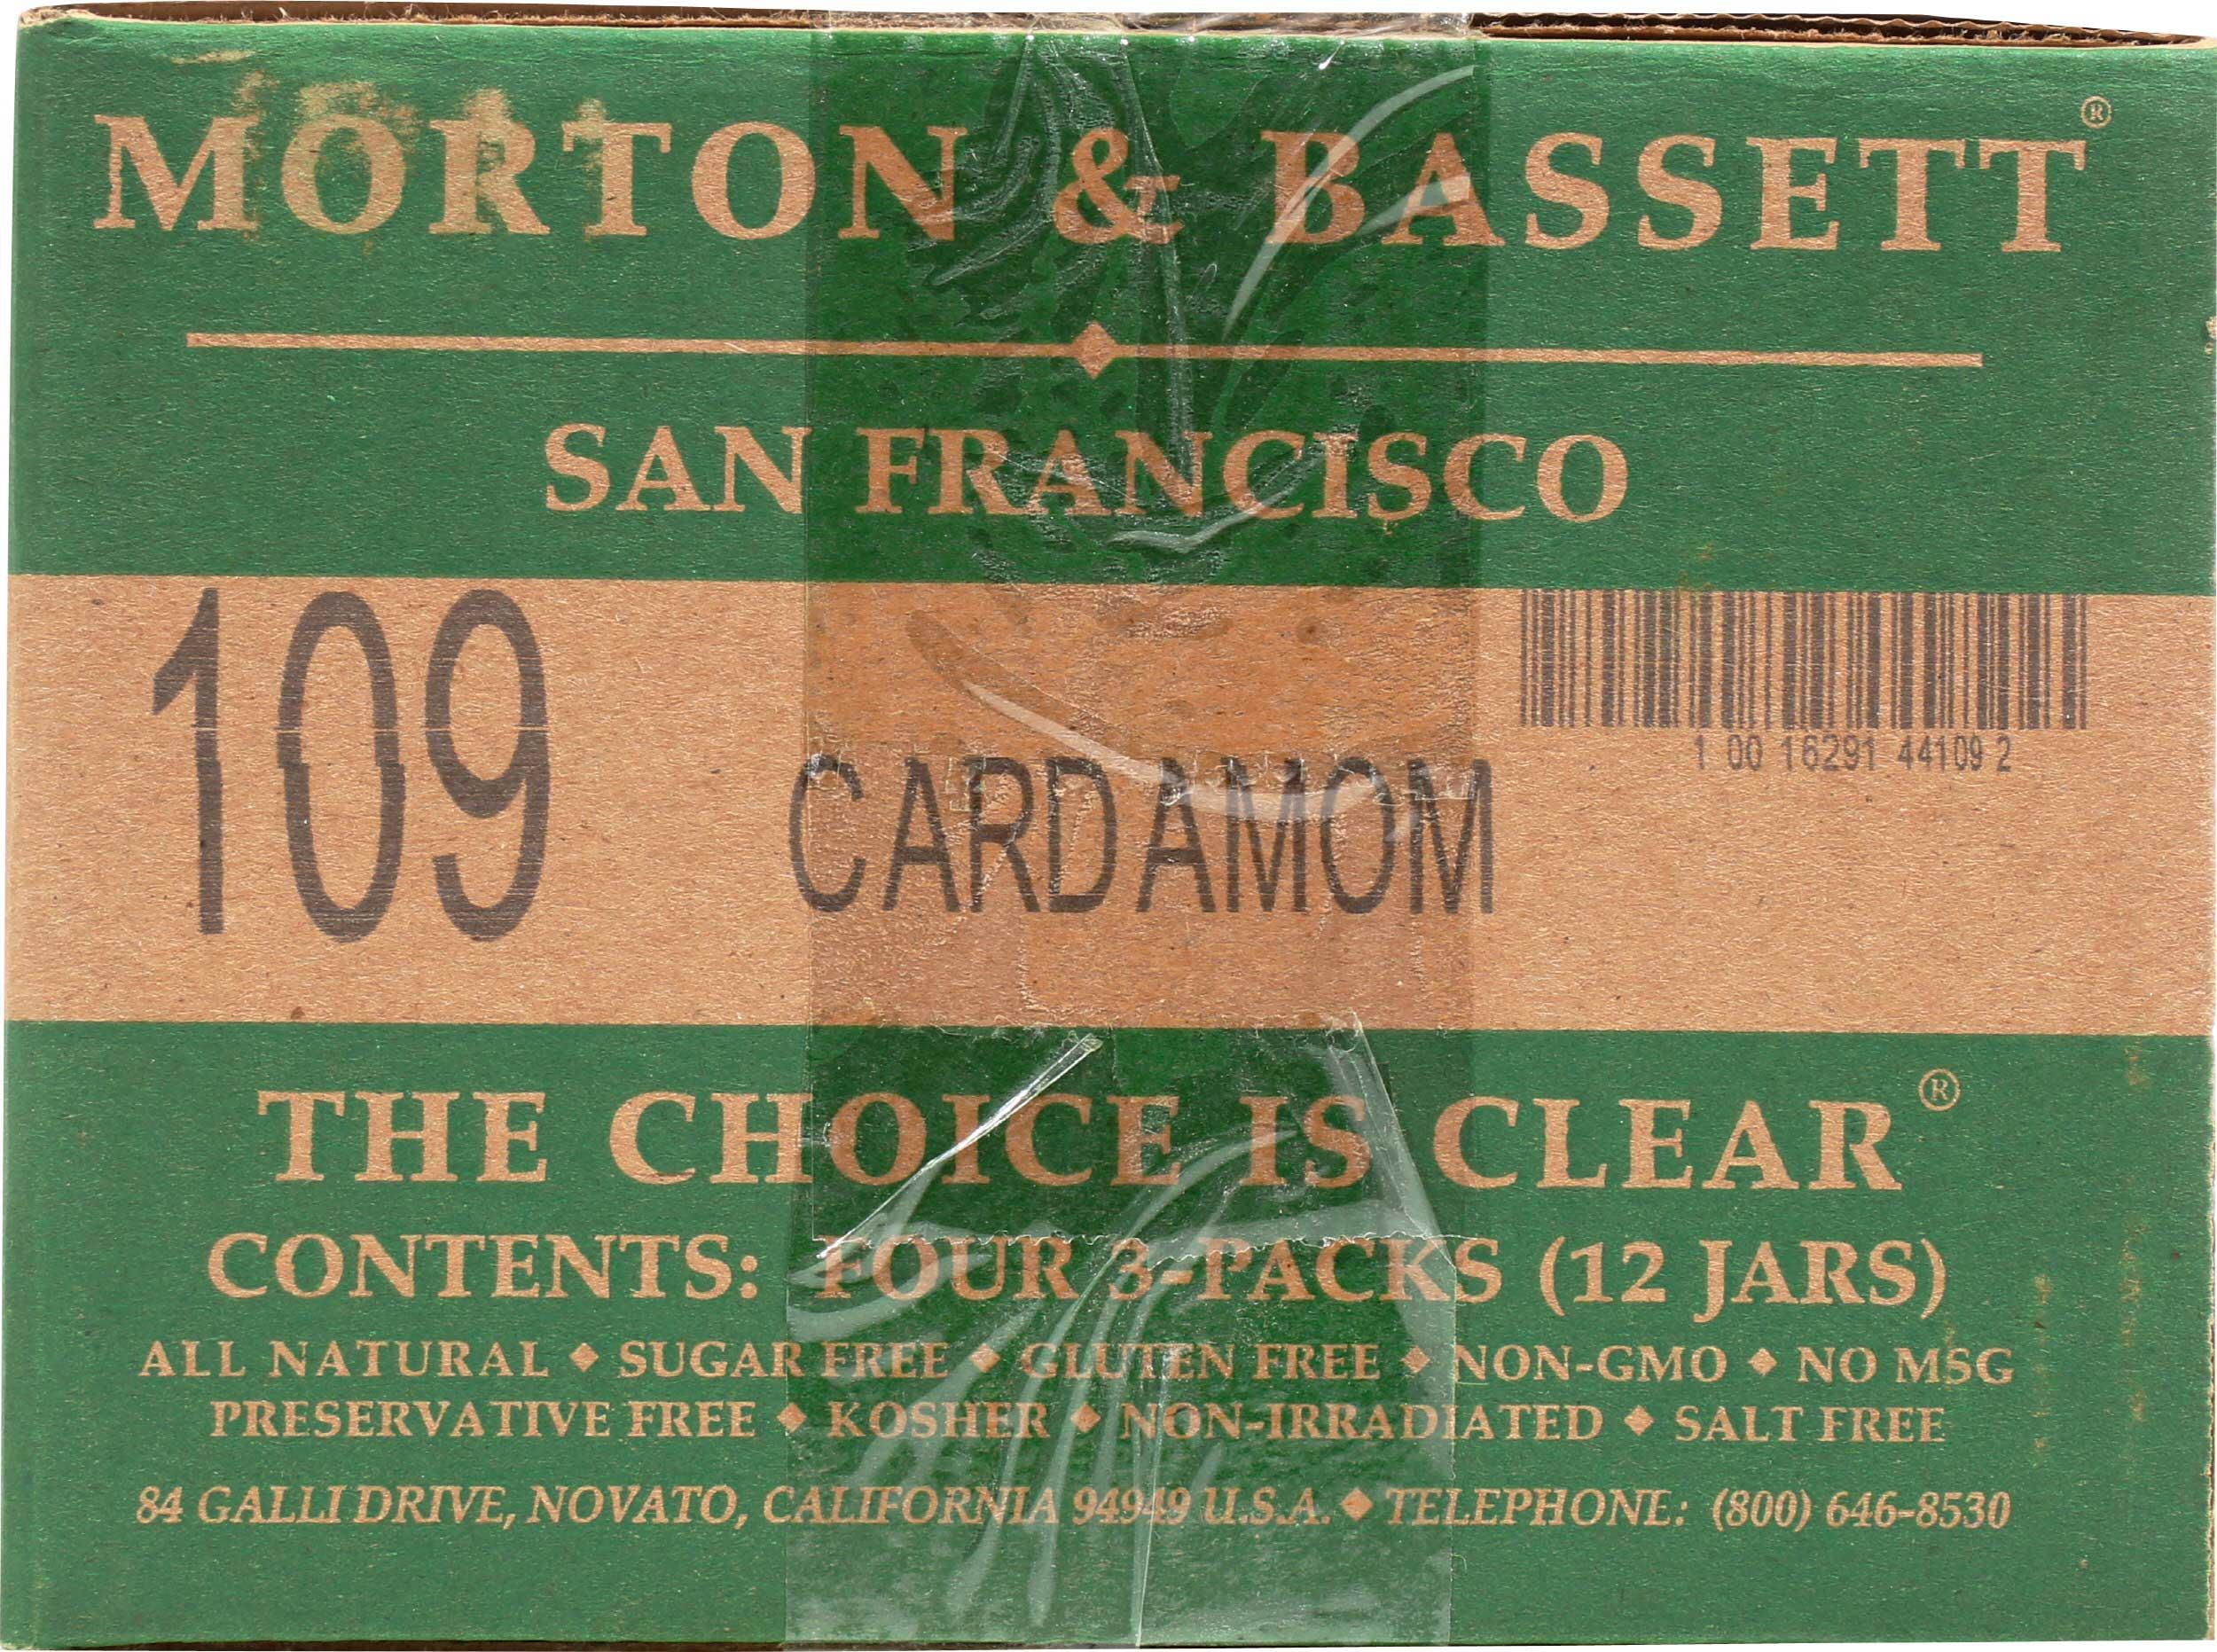 MORTON & BASSETT®
SAN FRANCISCO
109
CARDAMOM
1 00 16291 44109 2
THE CHOICE IS CLEAR®
CONTENTS: FOUR 3-PACKS (12 JARS)
ALL NATURAL ◆ SUGAR FREE ◆ GLUTEN FREE ◆ NON-GMO ◆ NO MSG
PRESERVATIVE FREE ◆ KOSHER ◆ NON-IRRADIATED ◆ SALT FREE
84 GALLI DRIVE, NOVATO, CALIFORNIA 94949 U.S.A. ◆ TELEPHONE: (800) 646-8530